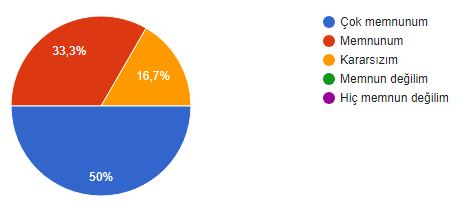 33,3%
16,7%
50%
Çok memnunum
Memnunum
Kararsızım
Memnun değilim
Hiç memnun değilim